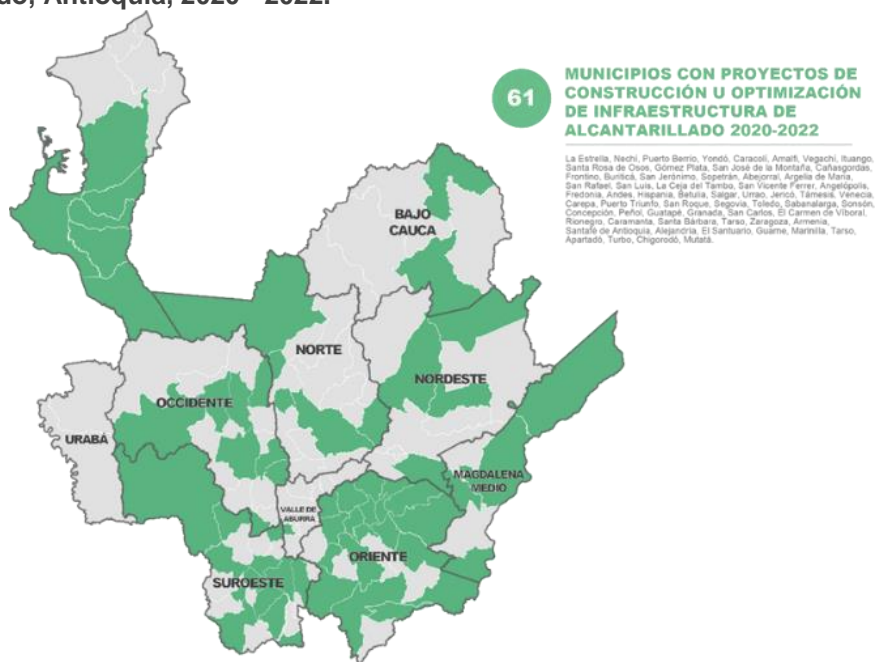 do, Antioquia, 2020 - 2022.
61
MUNICIPIOS CON PROYECTOS DE
CONSTRUCCIÓN U OPTIMIZACIÓN
DE INFRAESTRUCTURA DE
ALCANTARILLADO 2020-2022
La Estrella, Nechí, Puerto Berrio, Yondó, Caracolí, Amalfi, Vegachí, Ituango,
Santa Rosa de Osos, Gómez Plata, San José de la Montaña, Cañasgordas,
Frontino, Buriticá, San Jerónimo, Sopetrán, Abejorral, Argelia de María,
San Rafael, San Luis, La Ceja del Tambo, San Vicente Ferrer, Angelópolis,
Fredonia, Andes, Hispania, Betulia, Salgar, Urrao, Jericó, Támesis, Venecia,
Carepa, Puerto Triunfo, San Roque, Segovia, Toledo, Sabanalarga, Sonsón,
Concepción, Peñol, Guatapé, Granada, San Carlos, El Carmen de Viboral,
Rionegro, Caramanta, Santa Bárbara, Tarso, Zaragoza, Armenia,
Santafé de Antioquia, Alejandría, El Santuario, Guarne, Marinilla, Tarso,
Apartadó, Turbo, Chigorodó, Mutatá.
BAJO
CAUCA
NORTE
NORDESTE
OCCIDENTE
URABÁ
MAGDALENA
MEDIO
VALLE DE
ABURRA
ORIENTE
SUROESTE